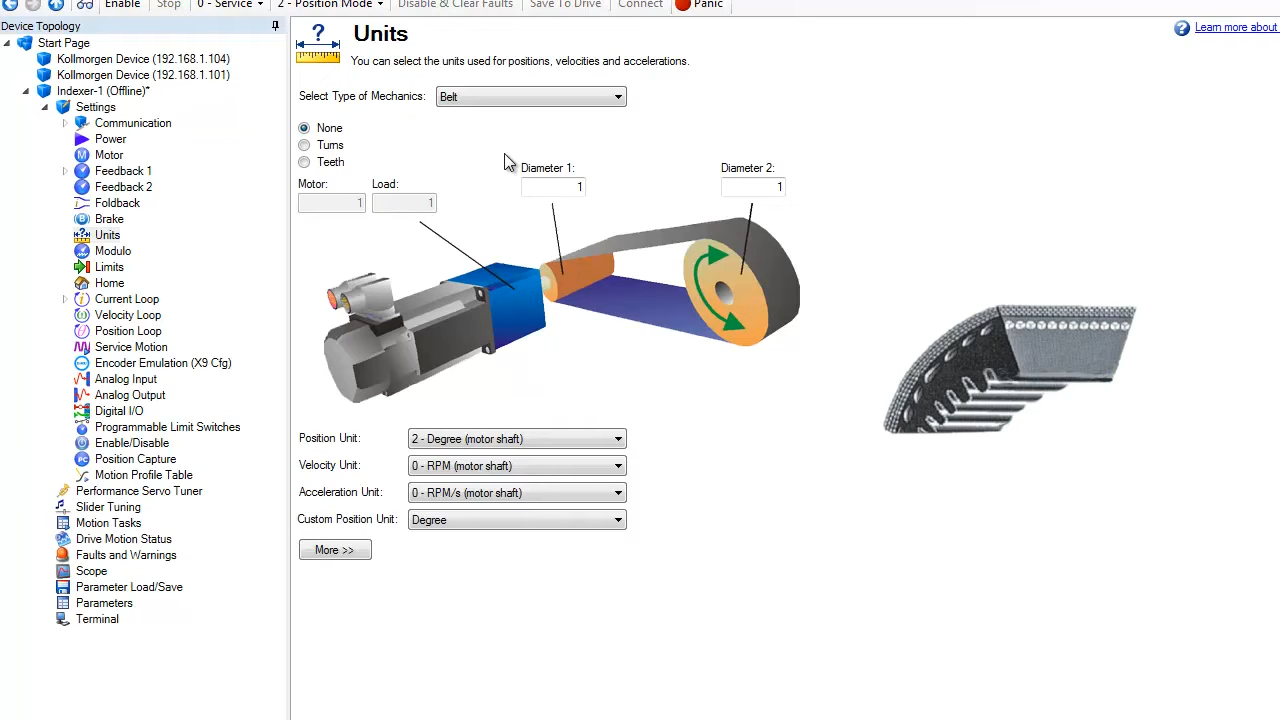 Enable Stop 0 - Service 2 - Position Mode Disable & Clear Faults Save To Drive Connect Panic
Device Topology
Start Page
Kollmorgen Device (192.168.1.104)
Kollmorgen Device (192.168.1.101)
Indexer-1 (Offline)*
Settings
Communication
Power
Motor
Feedback 1
Feedback 2
Foldback
Brake
Units
Modulo
Limits
Home
Current Loop
Velocity Loop
Position Loop
Service Motion
Encoder Emulation (X9 Cfg)
Analog Input
Analog Output
Digital I/O
Programmable Limit Switches
Enable/Disable
Position Capture
Motion Profile Table
Performance Servo Tuner
Slider Tuning
Motion Tasks
Drive Motion Status
Faults and Warnings
Scope
Parameter Load/Save
Parameters
Terminal
Units
Learn more about
You can select the units used for positions, velocities and accelerations.
Select Type of Mechanics: Belt
None
Turns
Teeth
Motor: Load:
1 1
Diameter 1: Diameter 2:
1 1
Position Unit: 2 - Degree (motor shaft)
Velocity Unit: 0 - RPM (motor shaft)
Acceleration Unit: 0 - RPM/s (motor shaft)
Custom Position Unit: Degree
More >>